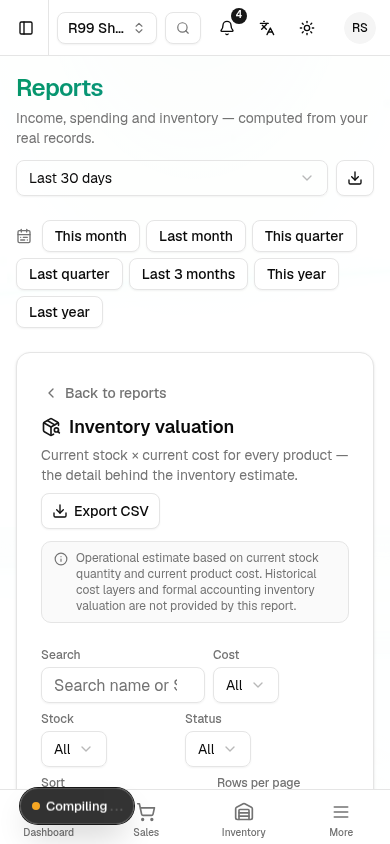 R99 Sh...
4
RS
Reports
Income, spending and inventory — computed from your
real records.
Last 30 days
This month
Last month
This quarter
Last quarter
Last 3 months
This year
Last year
Back to reports
Inventory valuation
Current stock × current cost for every product —
the detail behind the inventory estimate.
Export CSV
Operational estimate based on current stock
quantity and current product cost. Historical
cost layers and formal accounting inventory
valuation are not provided by this report.
Search
Cost
Search name or S
All
Stock
Status
All
All
Sort
Rows per page
Compiling ...
Dashboard
Sales
Inventory
More